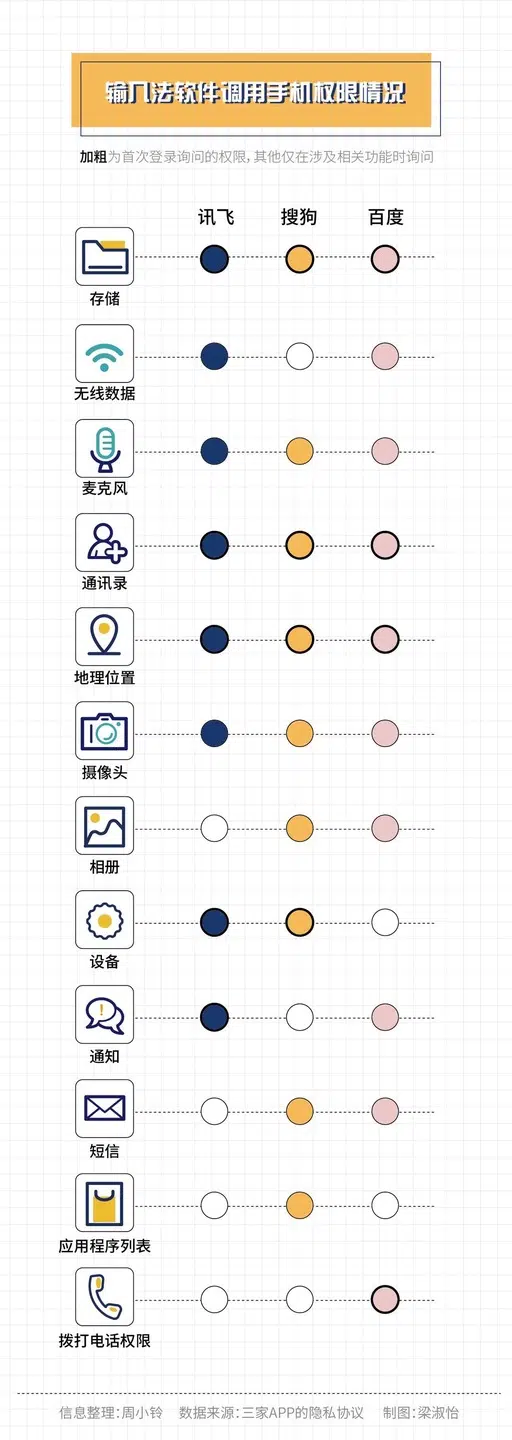 输入法软件调用手机权限情况
加粗为首次登录询问的权限，其他仅在涉及相关功能时询问
讯飞 搜狗 百度
存储
无线数据
麦克风
通讯录
地理位置
摄像头
相册
设备
通知
短信
应用程序列表
拨打电话权限
信息整理:周小铃 数据来源:三家APP的隐私协议 制图:梁淑怡